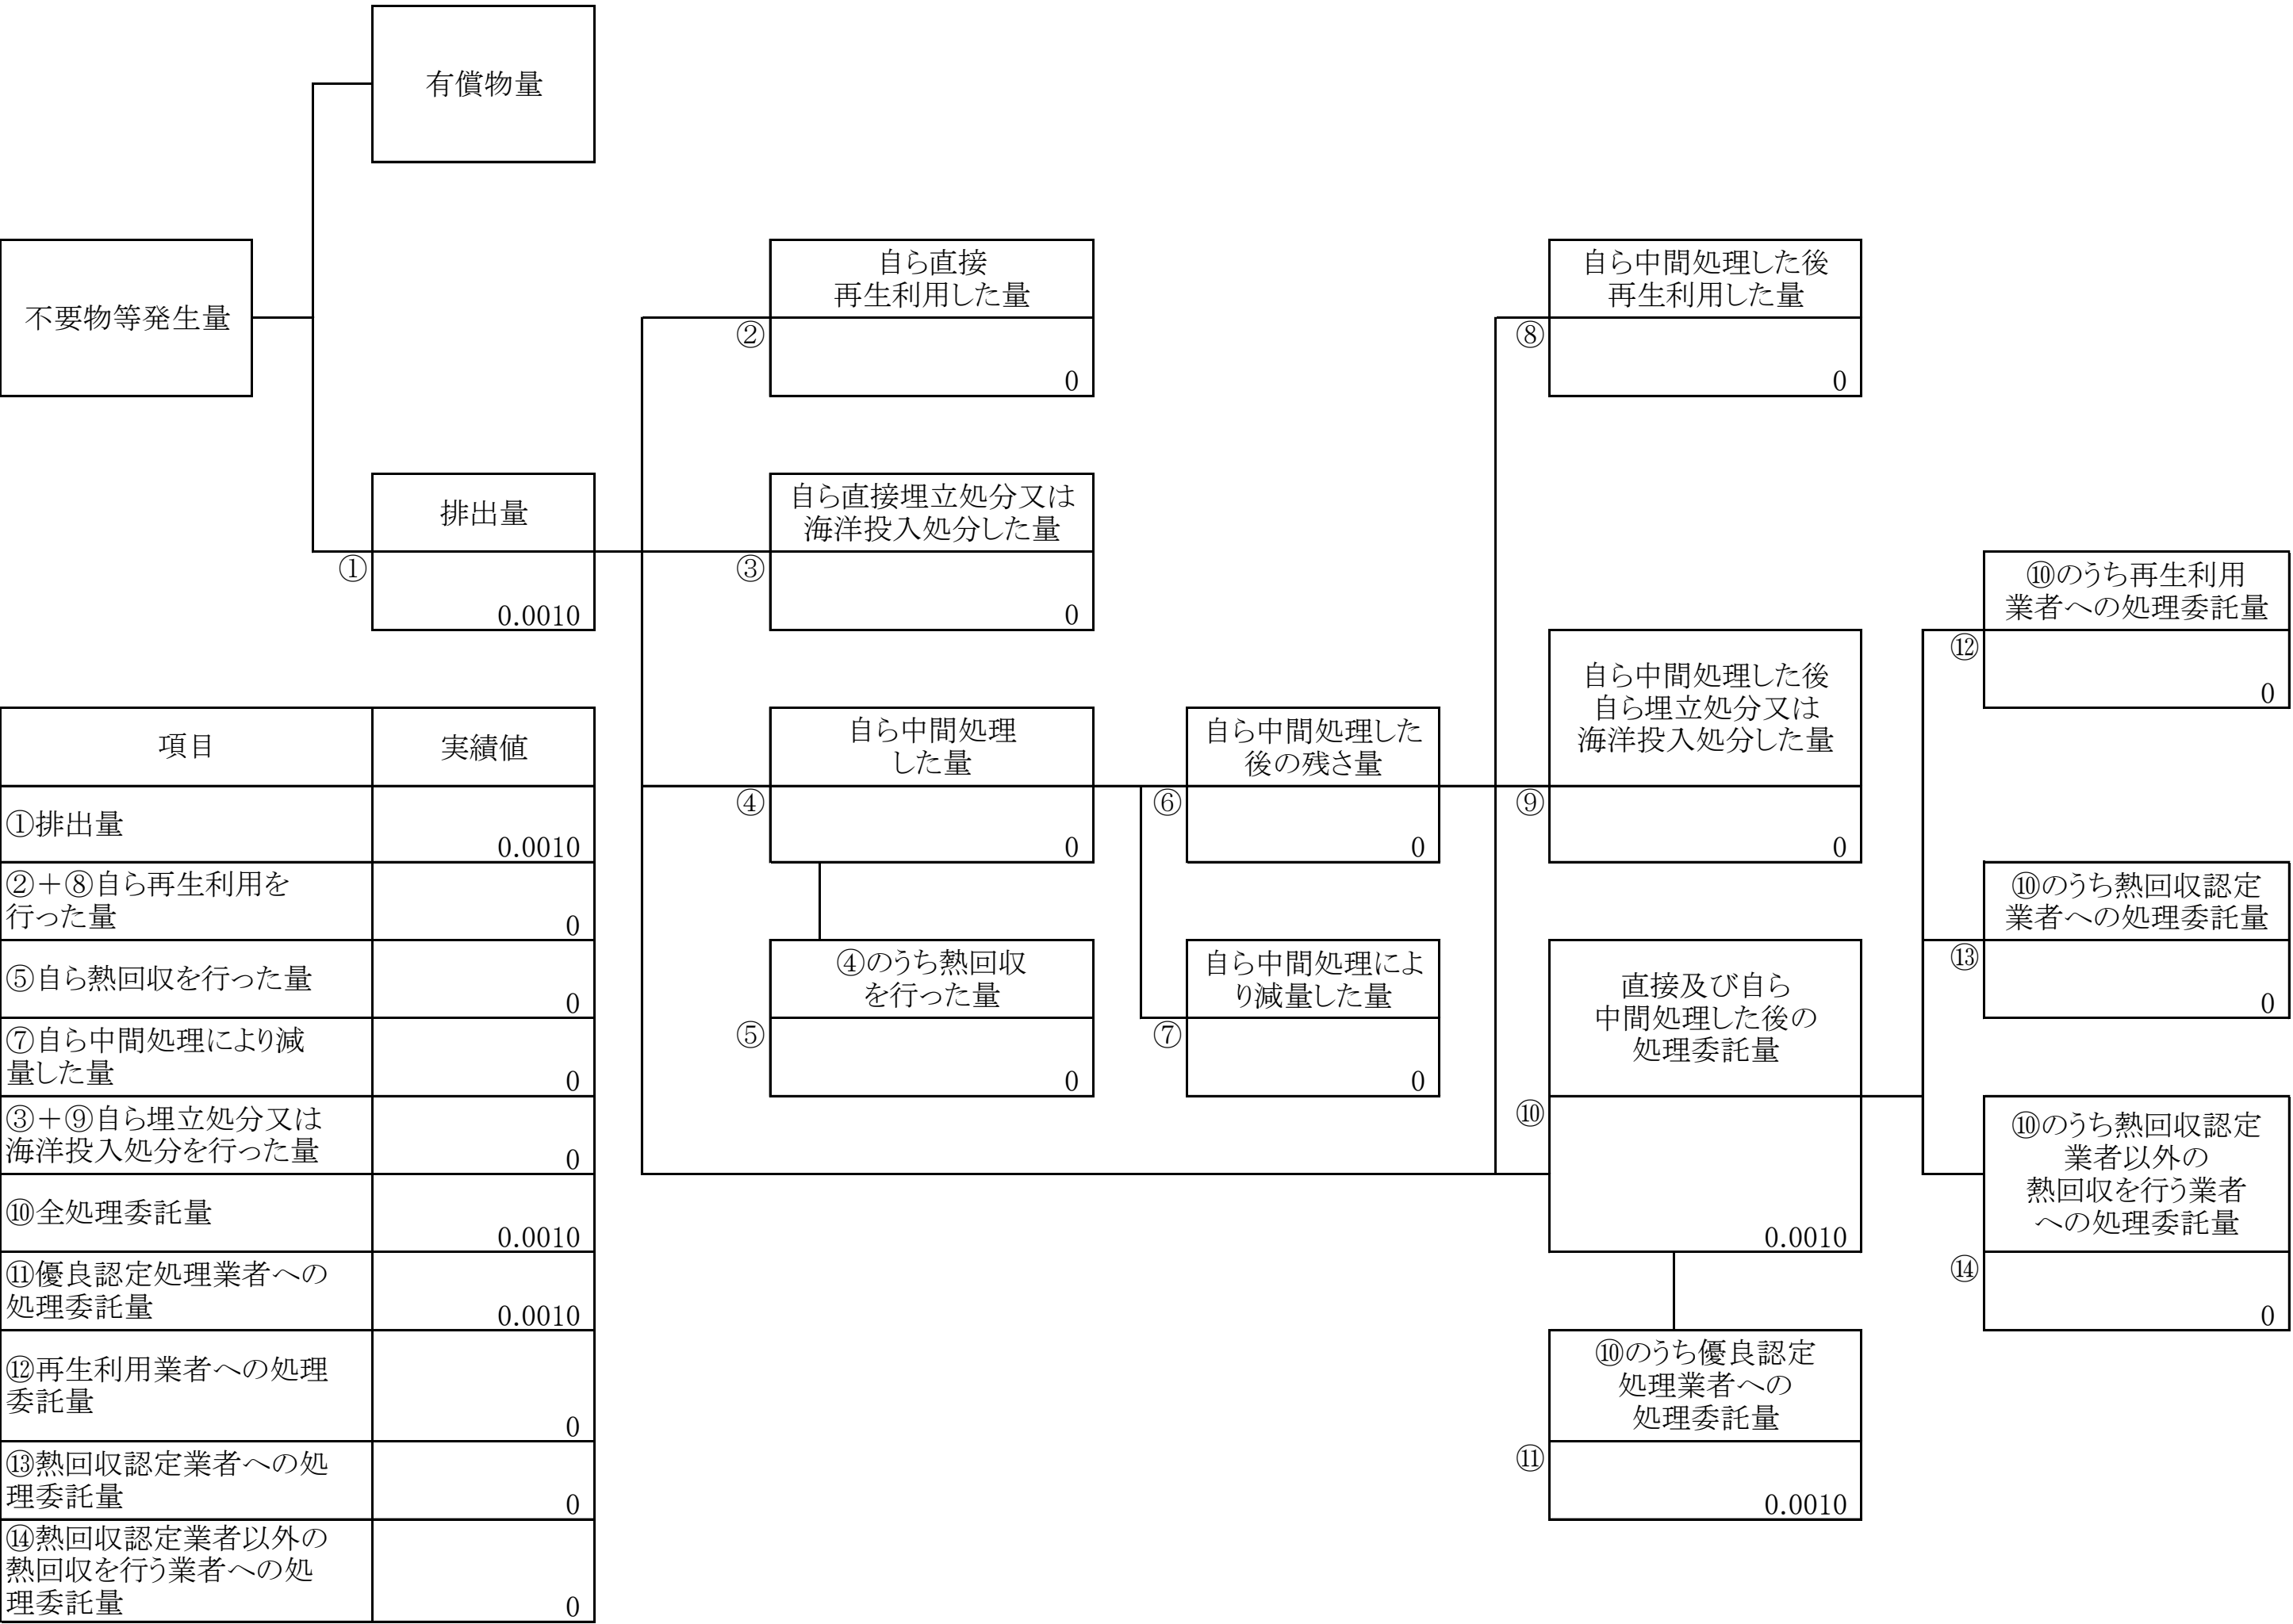 有償物量
不要物等発生量
排出量
①
0.0010
自ら直接
再生利用した量
②
0
自ら直接埋立処分又は
海洋投入処分した量
③
0
自ら中間処理
した量
④
0
④のうち熱回収
を行った量
⑤
0
自ら中間処理した
後の残さ量
⑥
0
自ら中間処理によ
り減量した量
⑦
0
自ら中間処理した後
再生利用した量
⑧
0
自ら中間処理した後
自ら埋立処分又は
海洋投入処分した量
⑨
0
直接及び自ら
中間処理した後の
処理委託量
⑩
0.0010
⑩のうち優良認定
処理業者への
処理委託量
⑪
0.0010
⑩のうち再生利用
業者への処理委託量
⑫
0
⑩のうち熱回収認定
業者への処理委託量
⑬
0
⑩のうち熱回収認定
業者以外の
熱回収を行う業者
への処理委託量
⑭
0
項目 実績値
①排出量
0.0010
②＋⑧自ら再生利用を
行った量
0
⑤自ら熱回収を行った量
0
⑦自ら中間処理により減
量した量
0
③＋⑨自ら埋立処分又は
海洋投入処分を行った量
0
⑩全処理委託量
0.0010
⑪優良認定処理業者への
処理委託量
0.0010
⑫再生利用業者への処理
委託量
0
⑬熱回収認定業者への処
理委託量
0
⑭熱回収認定業者以外の
熱回収を行う業者への処
理委託量
0